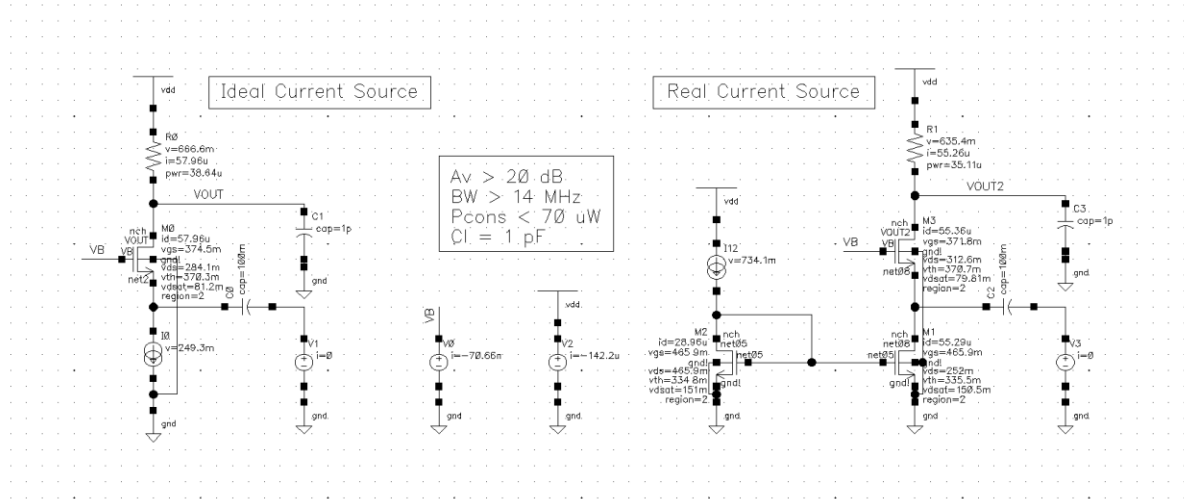 Ideal Current Source
Real Current Source
vdd
R0
v=666.6m
i=57.96u
pwr=38.64u
VOUT
C1
cap=1p
gnd
VB
nch
VOUT
VB
M0
id=57.96u
vgs=374.5m
gnd!
vds=284.1m
vth=370.3m
vdsat=81.2m
region=2
C0
cap=100m
I0
v=249.3m
V1
i=0
gnd
gnd
Av > 20 dB
BW > 14 MHz
Pcons < 70 uW
Cl = 1 pF
VB
V0
gnd
vdd
V2
i=-142.2u
gnd
vdd
I12
v=734.1m
M2
id=28.96u
vgs=465.9m
gnd!
vds=465.9m
vth=334.8m
vdsat=151m
region=2
nch
net05
net05
gnd!
gnd
vdd
R1
v=635.4m
i=55.26u
pwr=35.11u
VOUT2
C3
cap=1p
gnd
VB
nch
VOUT2
VB
net08
M3
id=55.36u
vgs=371.8m
gnd!
vds=312.6m
vth=370.7m
vdsat=79.81m
region=2
C2
cap=100m
nch
net08
net05
gnd!
M1
id=55.29u
vgs=465.9m
gnd!
vds=252m
vth=335.5m
vdsat=150.5m
region=2
V3
i=0
gnd
gnd